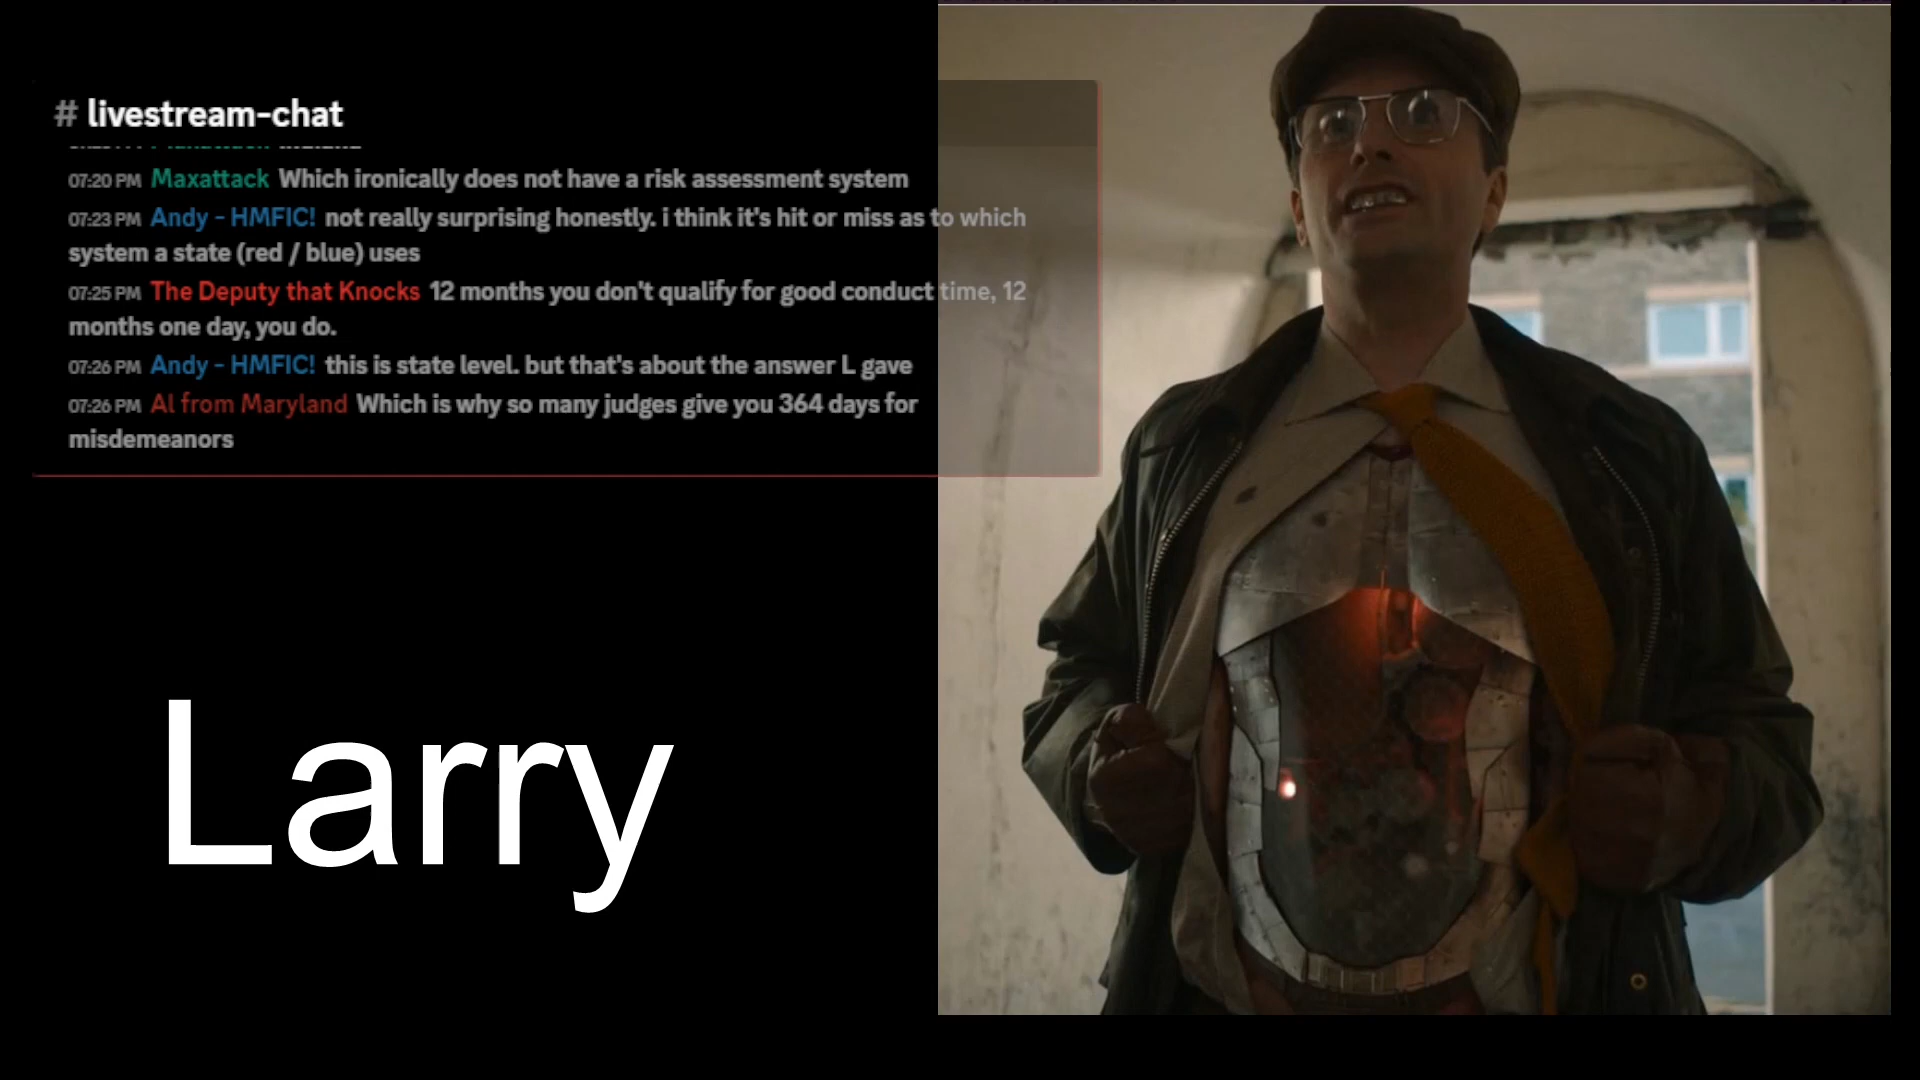 # livestream-chat
07:20 PM Maxattack Which ironically does not have a risk assessment system
07:23 PM Andy - HMFIC! not really surprising honestly. i think it's hit or miss as to which
system a state (red / blue) uses
07:25 PM The Deputy that Knocks 12 months you don't qualify for good conduct time, 12
months one day, you do.
07:26 PM Andy - HMFIC! this is state level. but that's about the answer L gave
07:26 PM Al from Maryland Which is why so many judges give you 364 days for
misdemeanors
Larry